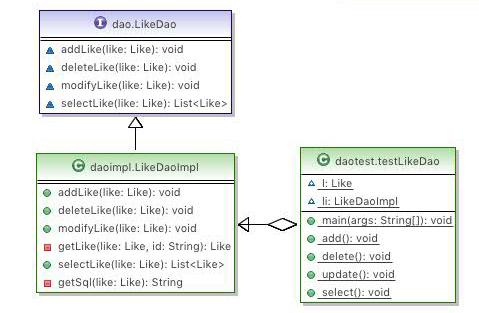 dao.LikeDao
addLike(like: Like): void
deleteLike(like: Like): void
modifyLike(like: Like): void
selectLike(like: Like): List<Like>
daoimpl.LikeDaoImpl
addLike(like: Like): void
deleteLike(like: Like): void
modifyLike(like: Like): void
getLike(like: Like, id: String): Like
selectLike(like: Like): List<Like>
getSql(like: Like): String
daotest.testLikeDao
l: Like
li: LikeDaoImpl
main(args: String[]): void
add(): void
delete(): void
update(): void
select(): void